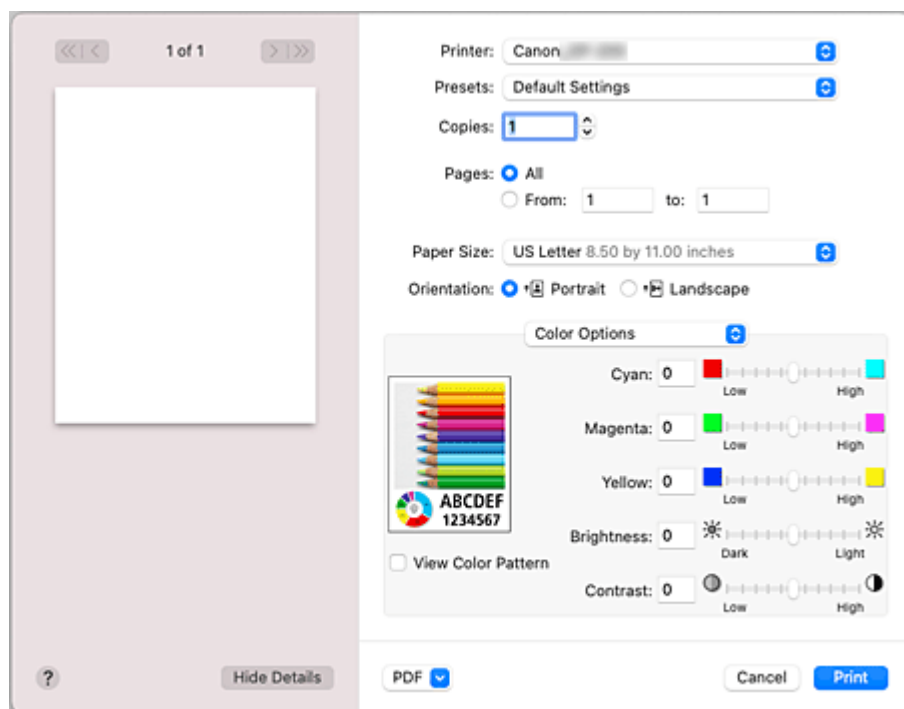 1 of 1
Printer: Canon
Presets: Default Settings
Copies: 1
Pages: All
From: 1 to: 1
Paper Size: US Letter 8.50 by 11.00 inches
Orientation: Portrait Landscape
Color Options
Cyan: 0
Low High
Magenta: 0
Low High
Yellow: 0
Low High
ABCDEF
1234567
Brightness: 0
Dark Light
View Color Pattern
Contrast: 0
Low High
? Hide Details PDF Cancel Print